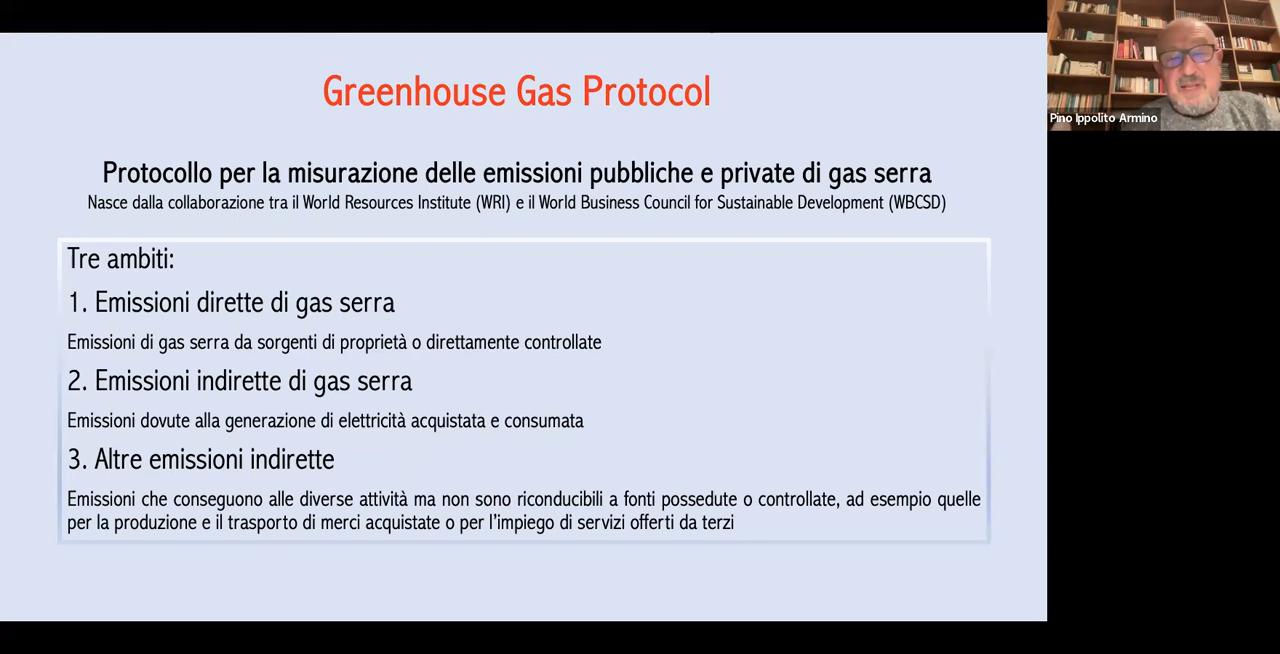 Greenhouse Gas Protocol
Protocollo per la misurazione delle emissioni pubbliche e private di gas serra
Nasce dalla collaborazione tra il World Resources Institute (WRI) e il World Business Council for Sustainable Development (WBCSD)
Tre ambiti:
1. Emissioni dirette di gas serra
Emissioni di gas serra da sorgenti di proprietà o direttamente controllate
2. Emissioni indirette di gas serra
Emissioni dovute alla generazione di elettricità acquistata e consumata
3. Altre emissioni indirette
Emissioni che conseguono alle diverse attività ma non sono riconducibili a fonti possedute o controllate, ad esempio quelle
per la produzione e il trasporto di merci acquistate o per l'impiego di servizi offerti da terzi
Pino Ippolito Armino